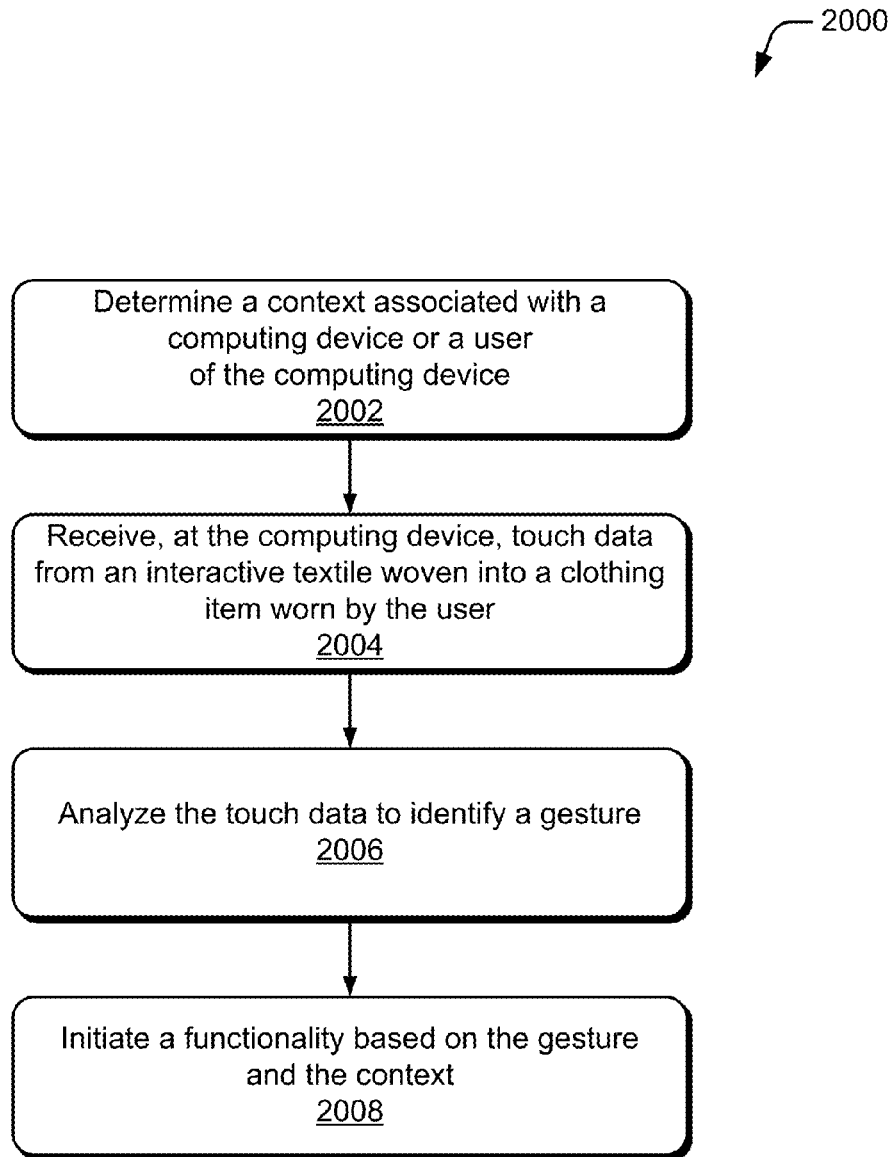 2000
Determine a context associated with a
computing device or a user
of the computing device
2002
Receive, at the computing device, touch data
from an interactive textile woven into a clothing
item worn by the user
2004
Analyze the touch data to identify a gesture
2006
Initiate a functionality based on the gesture
and the context
2008